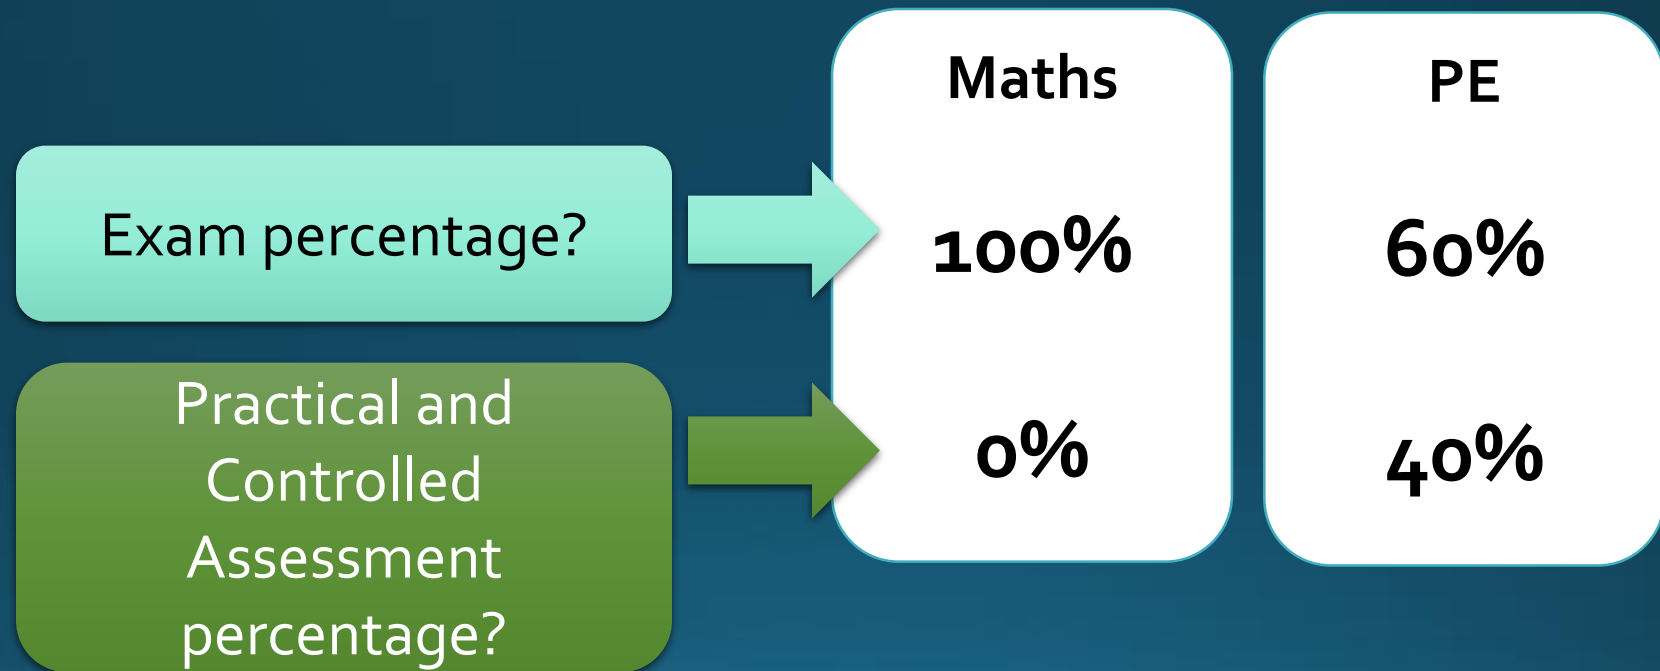 Maths
PE
Exam percentage?
100%
60%
Practical and
Controlled
Assessment
percentage?
0%
40%